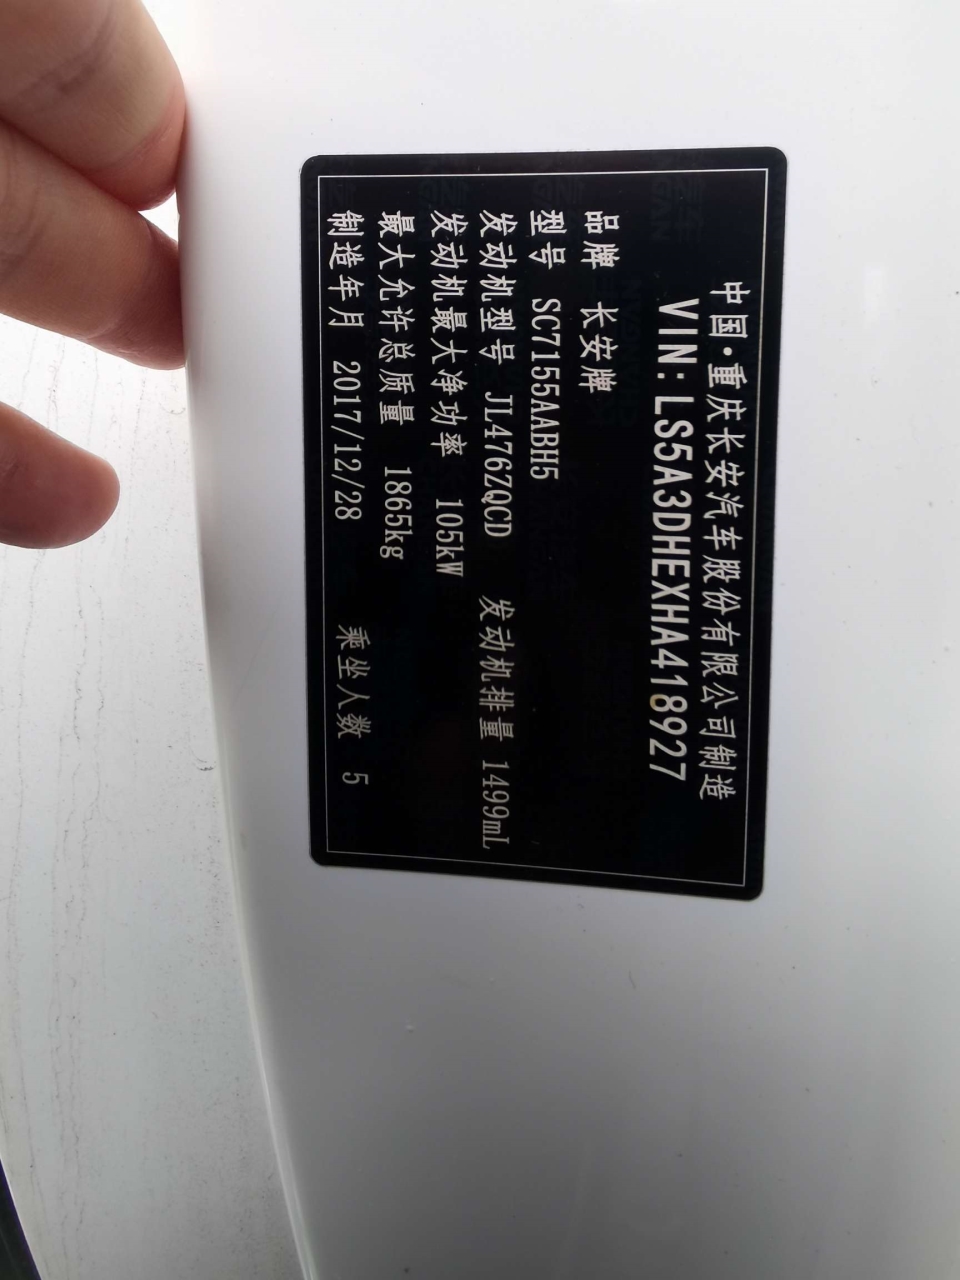 中国·重庆长安汽车股份有限公司制造
VIN: LS5A3DHEXHA418927
品牌 长安牌
型号 SC7155AABH5
发动机型号 JL476ZQCD 发动机排量 1499mL
发动机最大净功率 105kW
最大允许总质量 1865kg
制造年月 2017/12/28 乘坐人数 5